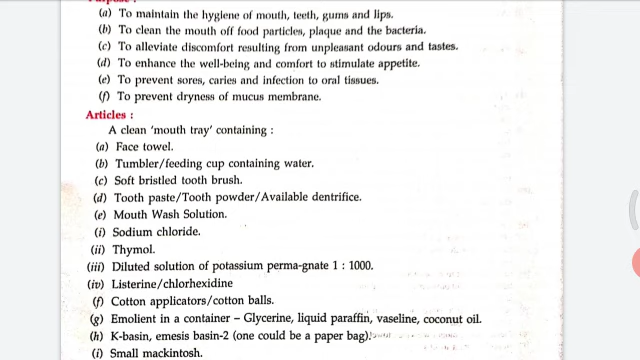 Purpose :
(a) To maintain the hygiene of mouth, teeth, gums and lips.
(b) To clean the mouth off food particles, plaque and the bacteria.
(c) To alleviate discomfort resulting from unpleasant odours and tastes.
(d) To enhance the well-being and comfort to stimulate appetite.
(e) To prevent sores, caries and infection to oral tissues.
(f) To prevent dryness of mucus membrane.
Articles :
A clean 'mouth tray' containing :
(a) Face towel.
(b) Tumbler/feeding cup containing water.
(c) Soft bristled tooth brush.
(d) Tooth paste/Tooth powder/Available dentrifice.
(e) Mouth Wash Solution.
(i) Sodium chloride.
(ii) Thymol.
(iii) Diluted solution of potassium perma-gnate 1 : 1000.
(iv) Listerine/chlorhexidine
(f) Cotton applicators/cotton balls.
(g) Emolient in a container – Glycerine, liquid paraffin, vaseline, coconut oil.
(h) K-basin, emesis basin-2 (one could be a paper bag).
(i) Small mackintosh.